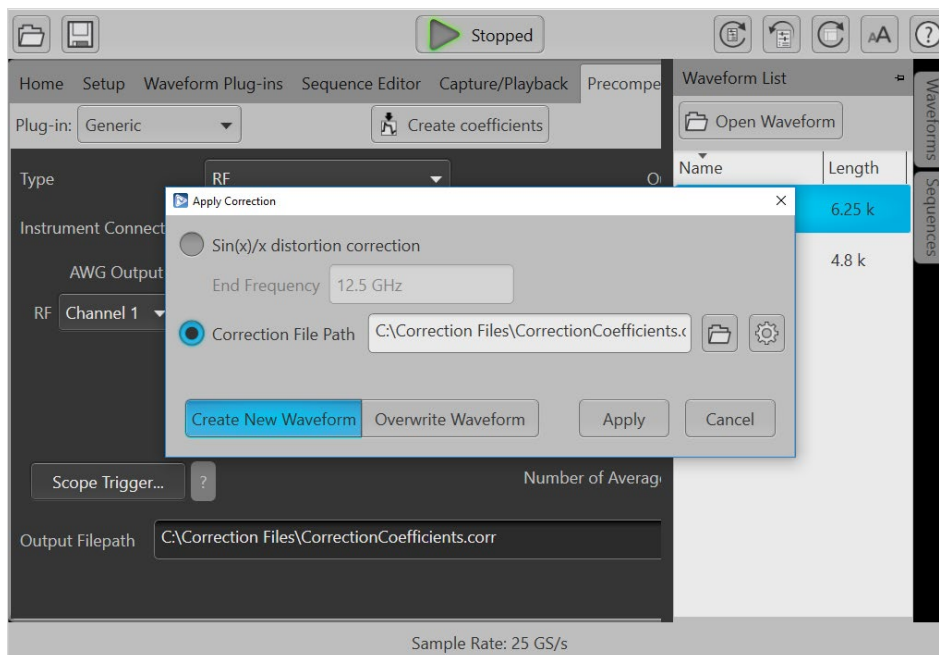 Stopped
AA
?
Home Setup Waveform Plug-ins Sequence Editor Capture/Playback Precompe
Plug-in: Generic
Create coefficients
Type
RF
Instrument Connect
AWG Output
RF Channel 1
Apply Correction
Sin(x)/x distortion correction
End Frequency 12.5 GHz
Correction File Path C:\Correction Files\CorrectionCoefficients.c
Create New Waveform Overwrite Waveform Apply Cancel
Scope Trigger...
?
Number of Averag
Output Filepath C:\Correction Files\CorrectionCoefficients.corr
Waveform List
Open Waveform
Name Length
6.25 k
4.8 k
Waveforms
Sequences
Sample Rate: 25 GS/s